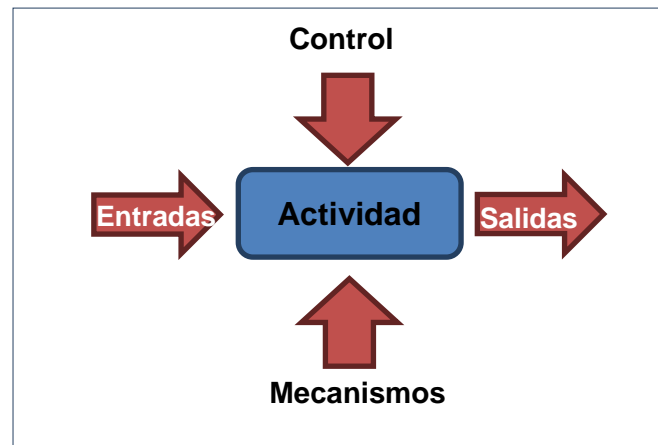 Control
Entradas
Actividad
Salidas
Mecanismos